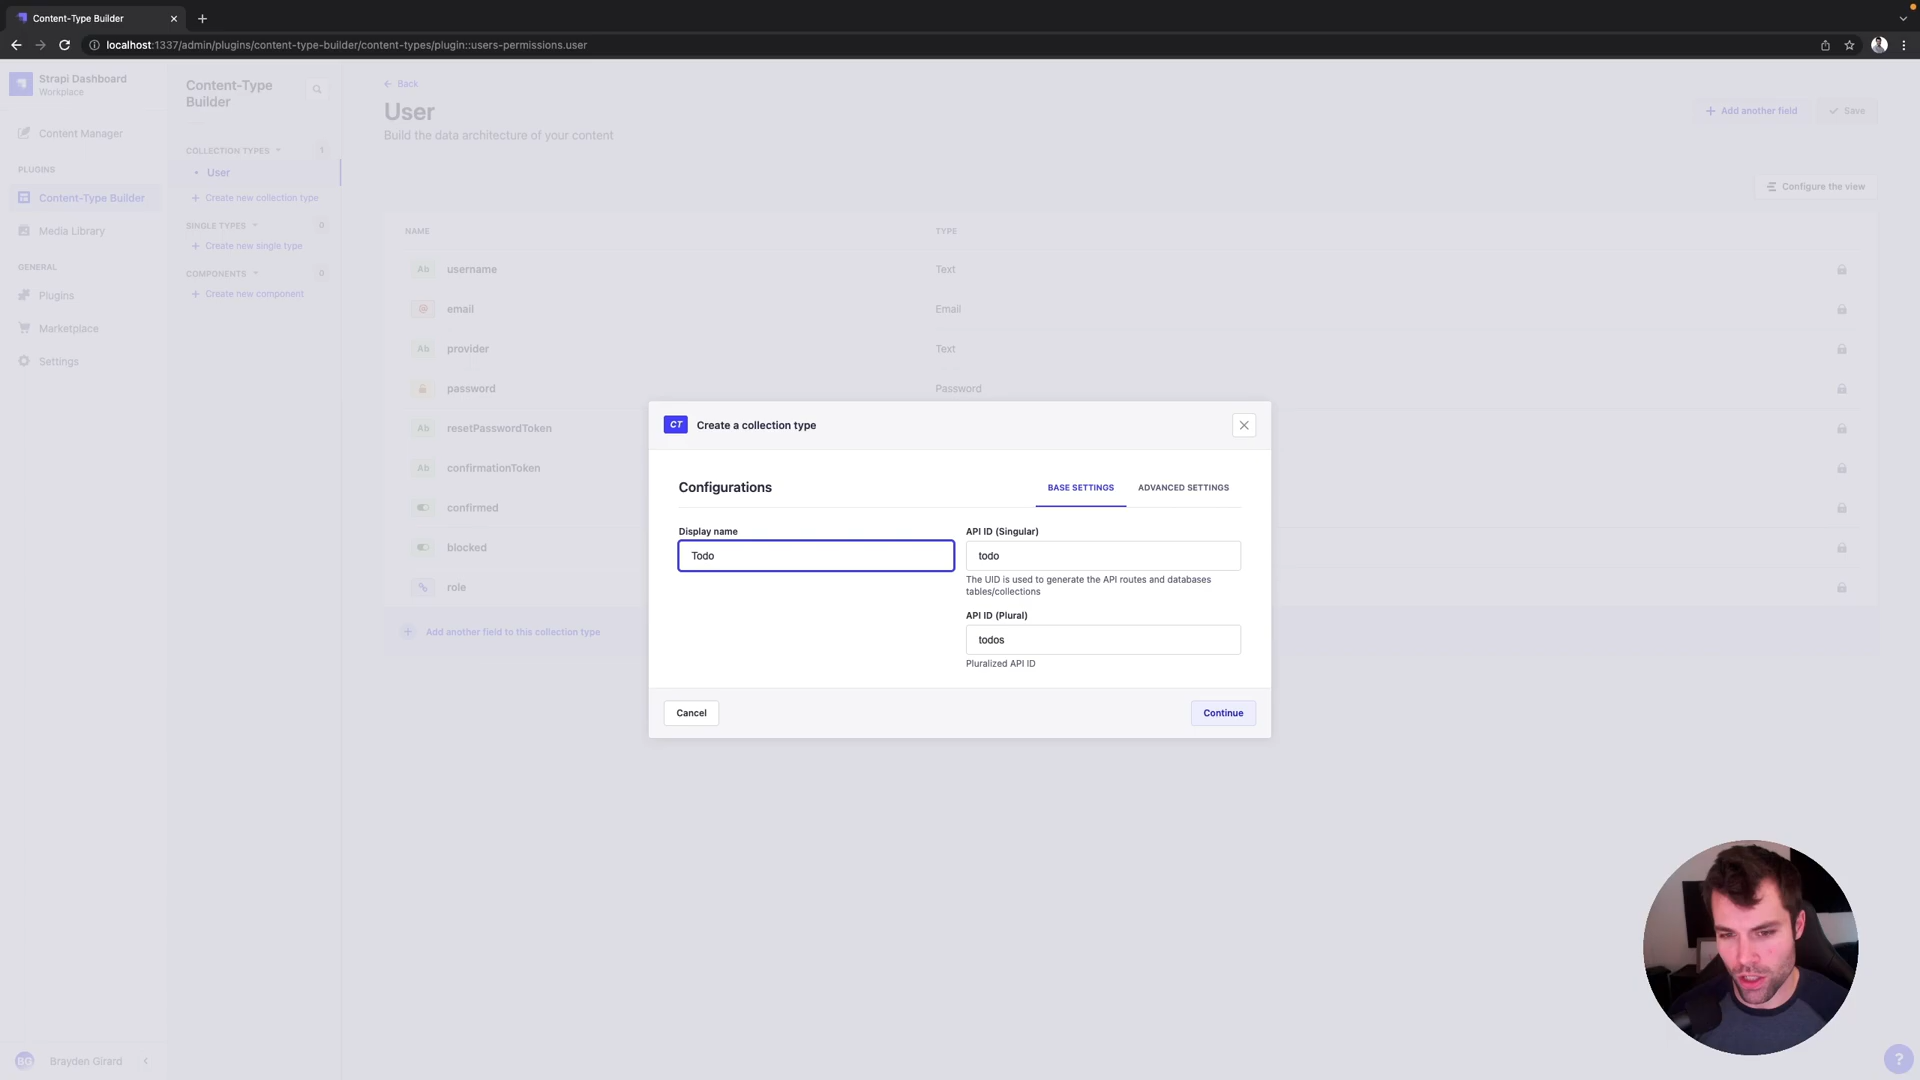 Content-Type Builder
localhost:1337/admin/plugins/content-type-builder/content-types/plugin::users-permissions.user
Strapi Dashboard
Workplace
Content Manager
PLUGINS
Content-Type Builder
Media Library
GENERAL
Plugins
Marketplace
Settings
Content-Type
Builder
COLLECTION TYPES 1
User
Create new collection type
SINGLE TYPES 0
Create new single type
COMPONENTS 0
Create new component
Back
User
Build the data architecture of your content
Add another field
Save
Configure the view
NAME TYPE
Ab username Text
email Email
Ab provider Text
password Password
Ab resetPasswordToken
Ab confirmationToken
confirmed
blocked
role
Add another field to this collection type
CT Create a collection type
Configurations
BASE SETTINGS
ADVANCED SETTINGS
Display name
Todo
API ID (Singular)
todo
The UID is used to generate the API routes and databases
tables/collections
API ID (Plural)
todos
Pluralized API ID
Cancel
Continue
BG Brayden Girard
?